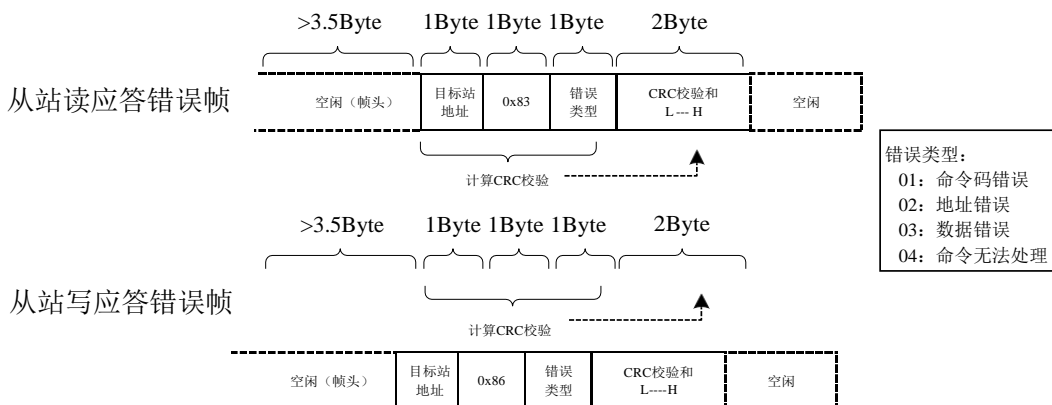 >3.5Byte 1Byte 1Byte 1Byte 2Byte
从站读应答错误帧
空闲（帧头）
目标站
地址
0x83
错误
类型
CRC校验和
L --- H
空闲
计算CRC校验
错误类型：
01：命令码错误
02：地址错误
03：数据错误
04：命令无法处理
>3.5Byte 1Byte 1Byte 1Byte 2Byte
从站写应答错误帧
计算CRC校验
空闲（帧头）
目标站
地址
0x86
错误
类型
CRC校验和
L----H
空闲